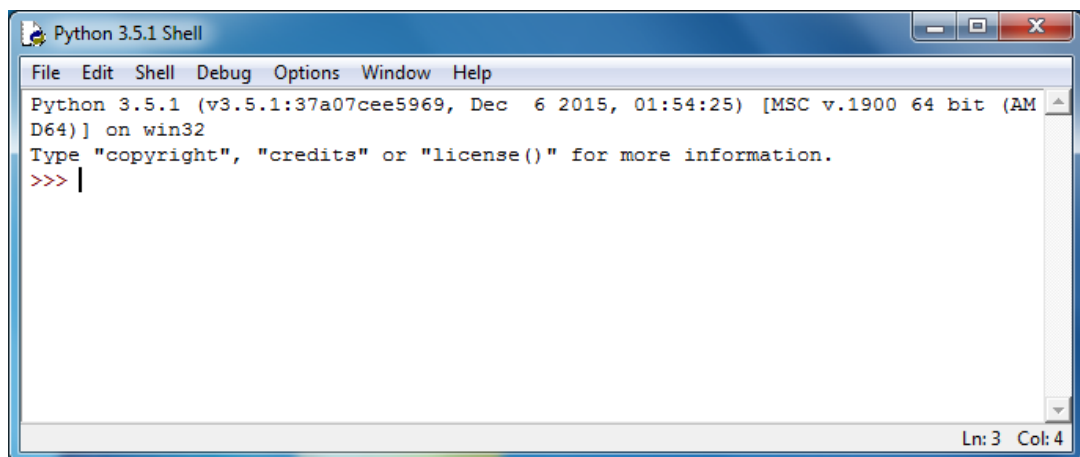 Python 3.5.1 Shell
File Edit Shell Debug Options Window Help
Python 3.5.1 (v3.5.1:37a07cee5969, Dec  6 2015, 01:54:25) [MSC v.1900 64 bit (AM
D64)] on win32
Type "copyright", "credits" or "license()" for more information.
>>>
Ln: 3 Col: 4